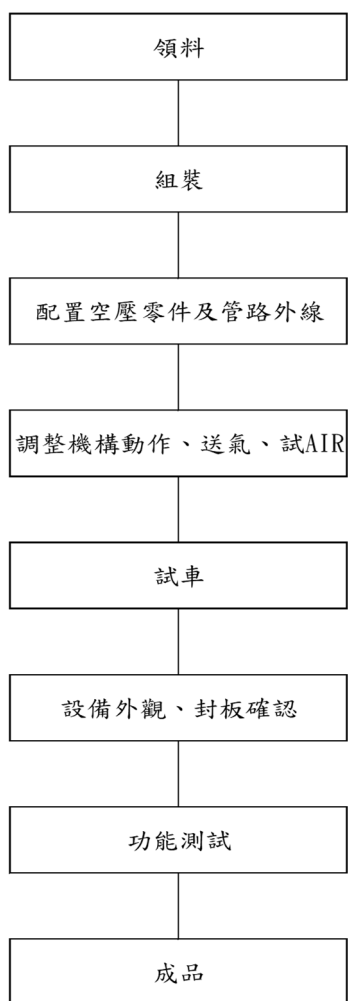 領料
組裝
配置空壓零件及管路外線
調整機構動作、送氣、試AIR
試車
設備外觀、封板確認
功能測試
成品